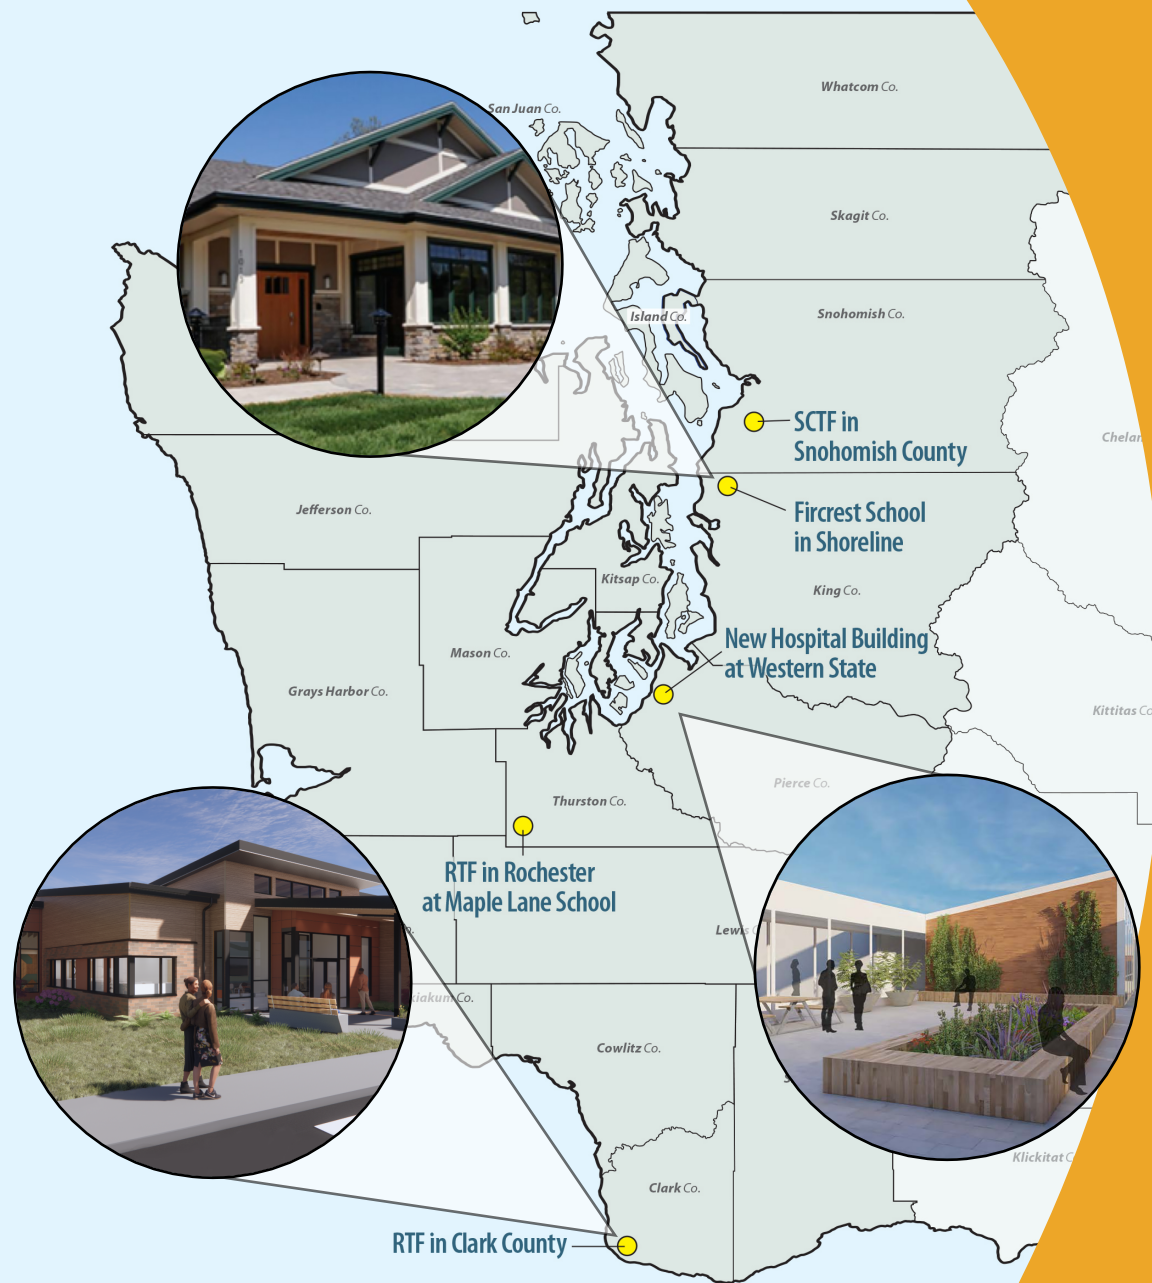 Whatcom Co.
San Juan Co.
Skagit Co.
Island Co.
Snohomish Co.
SCTF in
Snohomish County
Chelan
Jefferson Co.
Fircrest School
in Shoreline
Kitsap Co.
King Co.
New Hospital Building
at Western State
Mason Co.
Grays Harbor Co.
Kittitas Co
Pierce Co.
Thurston Co.
RTF in Rochester
at Maple Lane School
Lewis C
kiakum Co.
Cowlitz Co.
Klickitat C
Clark Co.
RTF in Clark County